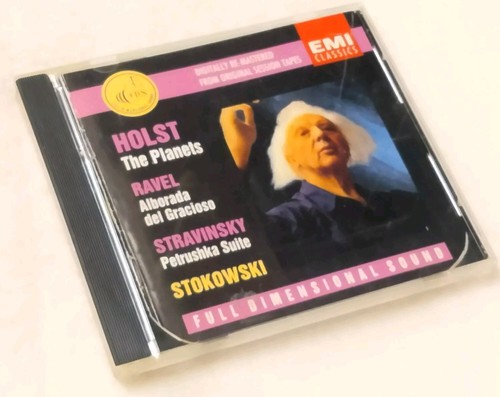 DIGITALLY RE-MASTERED
FROM ORIGINAL SESSION TAPES
EMI
CLASSICS
HOLST
The Planets
RAVEL
Alborada
del Gracioso
STRAVINSKY
Petrushka Suite
STOKOWSKI
FULL DIMENSIONAL SOUND